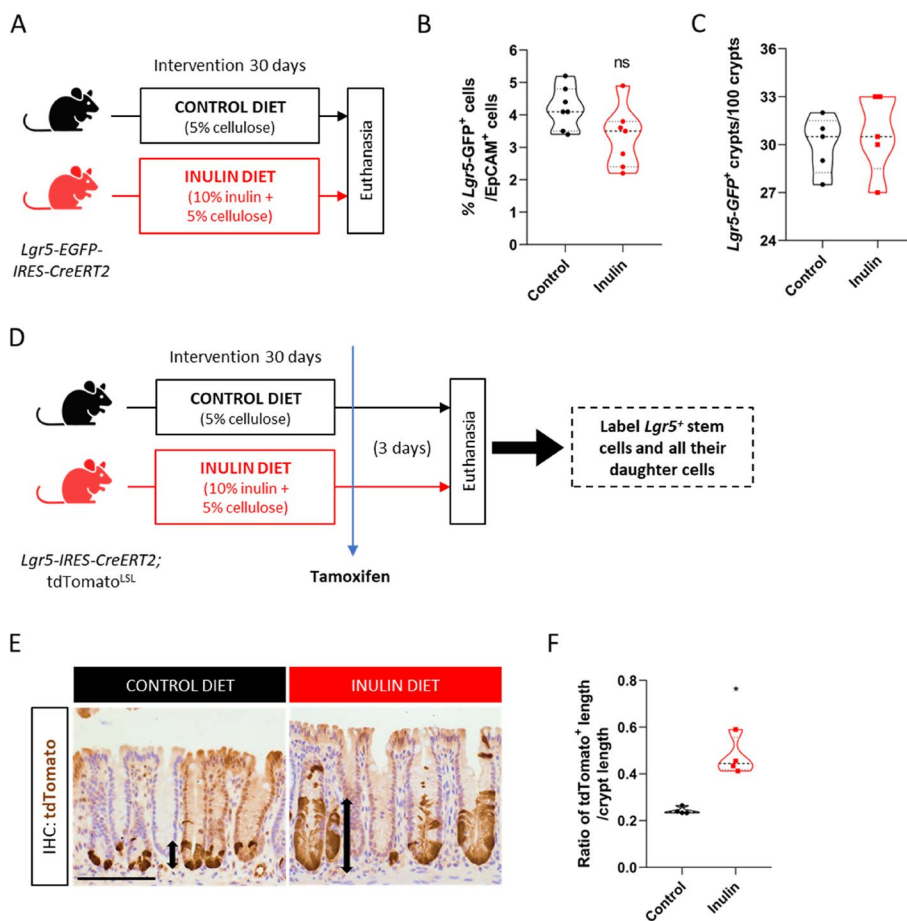 A
Intervention 30 days
CONTROL DIET
(5% cellulose)
INULIN DIET
(10% inulin +
5% cellulose)
Euthanasia
Lgr5-EGFP-
IRES-CreERT2
B
% Lgr5-GFP+ cells
/EpCAM+ cells
6
5
4
3
2
1
0
ns
Control
Inulin
C
Lgr5-GFP+ crypts/100 crypts
36
33
30
27
24
Control
Inulin
D
Intervention 30 days
CONTROL DIET
(5% cellulose)
INULIN DIET
(10% inulin +
5% cellulose)
(3 days)
Euthanasia
Label Lgr5+ stem
cells and all their
daughter cells
Lgr5-IRES-CreERT2;
tdTomatoLSL
Tamoxifen
E
CONTROL DIET
INULIN DIET
IHC: tdTomato
F
Ratio of tdTomato+ length
/crypt length
0.8
0.6
0.4
0.2
0.0
*
Control
Inulin